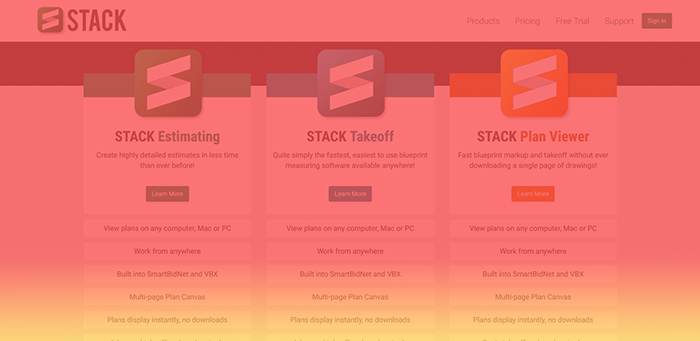 STACK
Products Pricing Free Trial Support Sign In
STACK Estimating
Create highly detailed estimates in less time
than ever before!
Learn More
View plans on any computer, Mac or PC
Work from anywhere
Built into SmartBidNet and VBX
Multi-page Plan Canvas
Plans display instantly, no downloads
STACK Takeoff
Quite simply the fastest, easiest to use blueprint
measuring software available anywhere!
Learn More
View plans on any computer, Mac or PC
Work from anywhere
Built into SmartBidNet and VBX
Multi-page Plan Canvas
Plans display instantly, no downloads
STACK Plan Viewer
Fast blueprint markup and takeoff without ever
downloading a single page of drawings!
Learn More
View plans on any computer, Mac or PC
Work from anywhere
Built into SmartBidNet and VBX
Multi-page Plan Canvas
Plans display instantly, no downloads